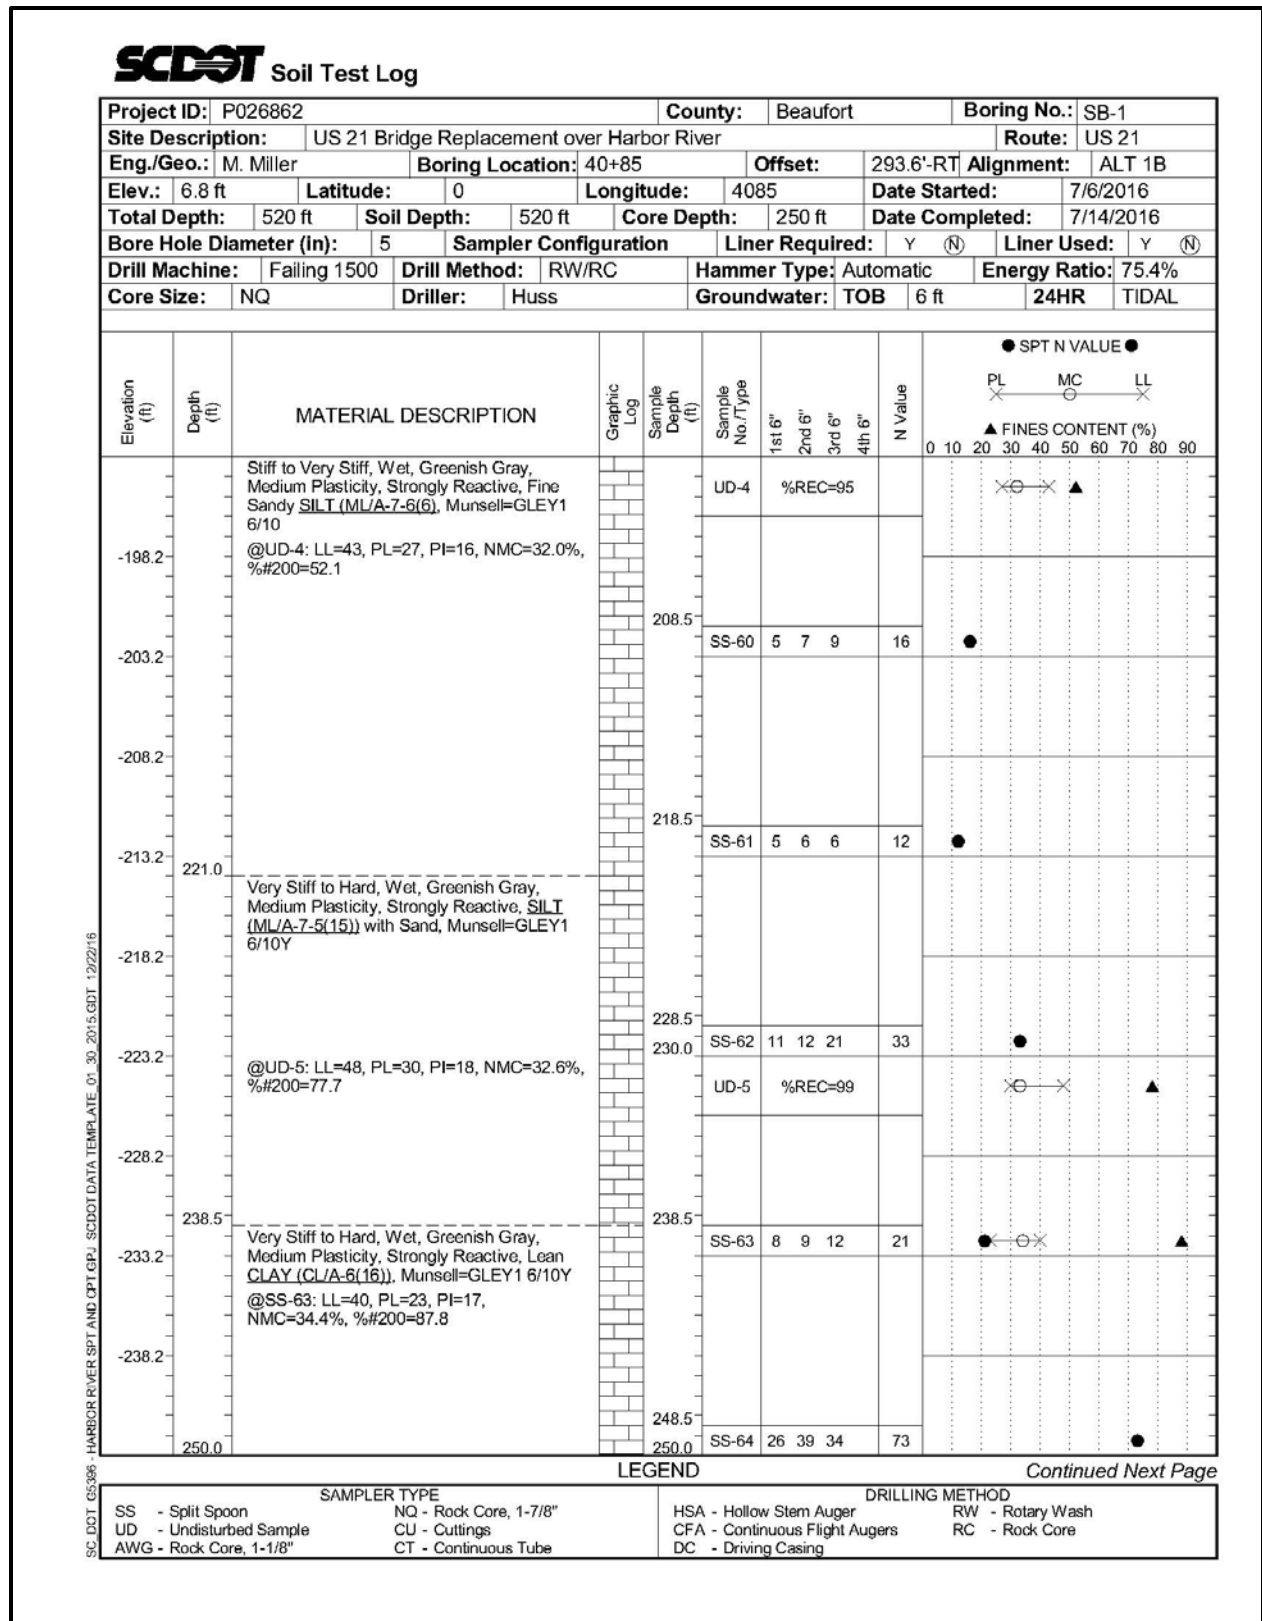 SCDOT Soil Test Log
Project ID: P026862 County: Beaufort Boring No.: SB-1
Site Description: US 21 Bridge Replacement over Harbor River Route: US 21
Eng./Geo.: M. Miller Boring Location: 40+85 Offset: 293.6'-RT Alignment: ALT 1B
Elev.: 6.8 ft Latitude: 0 Longitude: 4085 Date Started: 7/6/2016
Total Depth: 520 ft Soil Depth: 520 ft Core Depth: 250 ft Date Completed: 7/14/2016
Bore Hole Diameter (in): 5 Sampler Configuration Liner Required: Y Ⓝ Liner Used: Y Ⓝ
Drill Machine: Failing 1500 Drill Method: RW/RC Hammer Type: Automatic Energy Ratio: 75.4%
Core Size: NQ Driller: Huss Groundwater: TOB 6 ft 24HR TIDAL
Elevation (ft) Depth (ft) MATERIAL DESCRIPTION Graphic Log Sample Depth (ft) Sample No./Type 1st 6" 2nd 6" 3rd 6" 4th 6" N Value
● SPT N VALUE ●
PL MC LL
▲ FINES CONTENT (%)
0 10 20 30 40 50 60 70 80 90
Stiff to Very Stiff, Wet, Greenish Gray,
Medium Plasticity, Strongly Reactive, Fine
Sandy SILT (ML/A-7-6(6), Munsell=GLEY1
6/10
UD-4 %REC=95
-198.2
@UD-4: LL=43, PL=27, PI=16, NMC=32.0%,
%#200=52.1
208.5
SS-60 5 7 9 16
-203.2
-208.2
218.5
SS-61 5 6 6 12
-213.2
221.0
Very Stiff to Hard, Wet, Greenish Gray,
Medium Plasticity, Strongly Reactive, SILT
(ML/A-7-5(15)) with Sand, Munsell=GLEY1
6/10Y
-218.2
228.5
SS-62 11 12 21 33
230.0
-223.2
@UD-5: LL=48, PL=30, PI=18, NMC=32.6%,
%#200=77.7
UD-5 %REC=99
-228.2
238.5 238.5
Very Stiff to Hard, Wet, Greenish Gray,
Medium Plasticity, Strongly Reactive, Lean
CLAY (CL/A-6(16)), Munsell=GLEY1 6/10Y
SS-63 8 9 12 21
-233.2
@SS-63: LL=40, PL=23, PI=17,
NMC=34.4%, %#200=87.8
-238.2
248.5
250.0 250.0 SS-64 26 39 34 73
SC_DOT G5396 - HARBOR RIVER SPT AND CPT.GPJ SCDOT DATA TEMPLATE_01_30_2015.GDT 12/22/16
LEGEND
Continued Next Page
SAMPLER TYPE
SS - Split Spoon NQ - Rock Core, 1-7/8"
UD - Undisturbed Sample CU - Cuttings
AWG - Rock Core, 1-1/8" CT - Continuous Tube
DRILLING METHOD
HSA - Hollow Stem Auger RW - Rotary Wash
CFA - Continuous Flight Augers RC - Rock Core
DC - Driving Casing